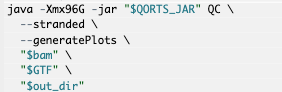 java -Xmx96G -jar "$QORTS_JAR" QC \
--stranded \
--generatePlots \
"$bam" \
"$GTF" \
"$out_dir"